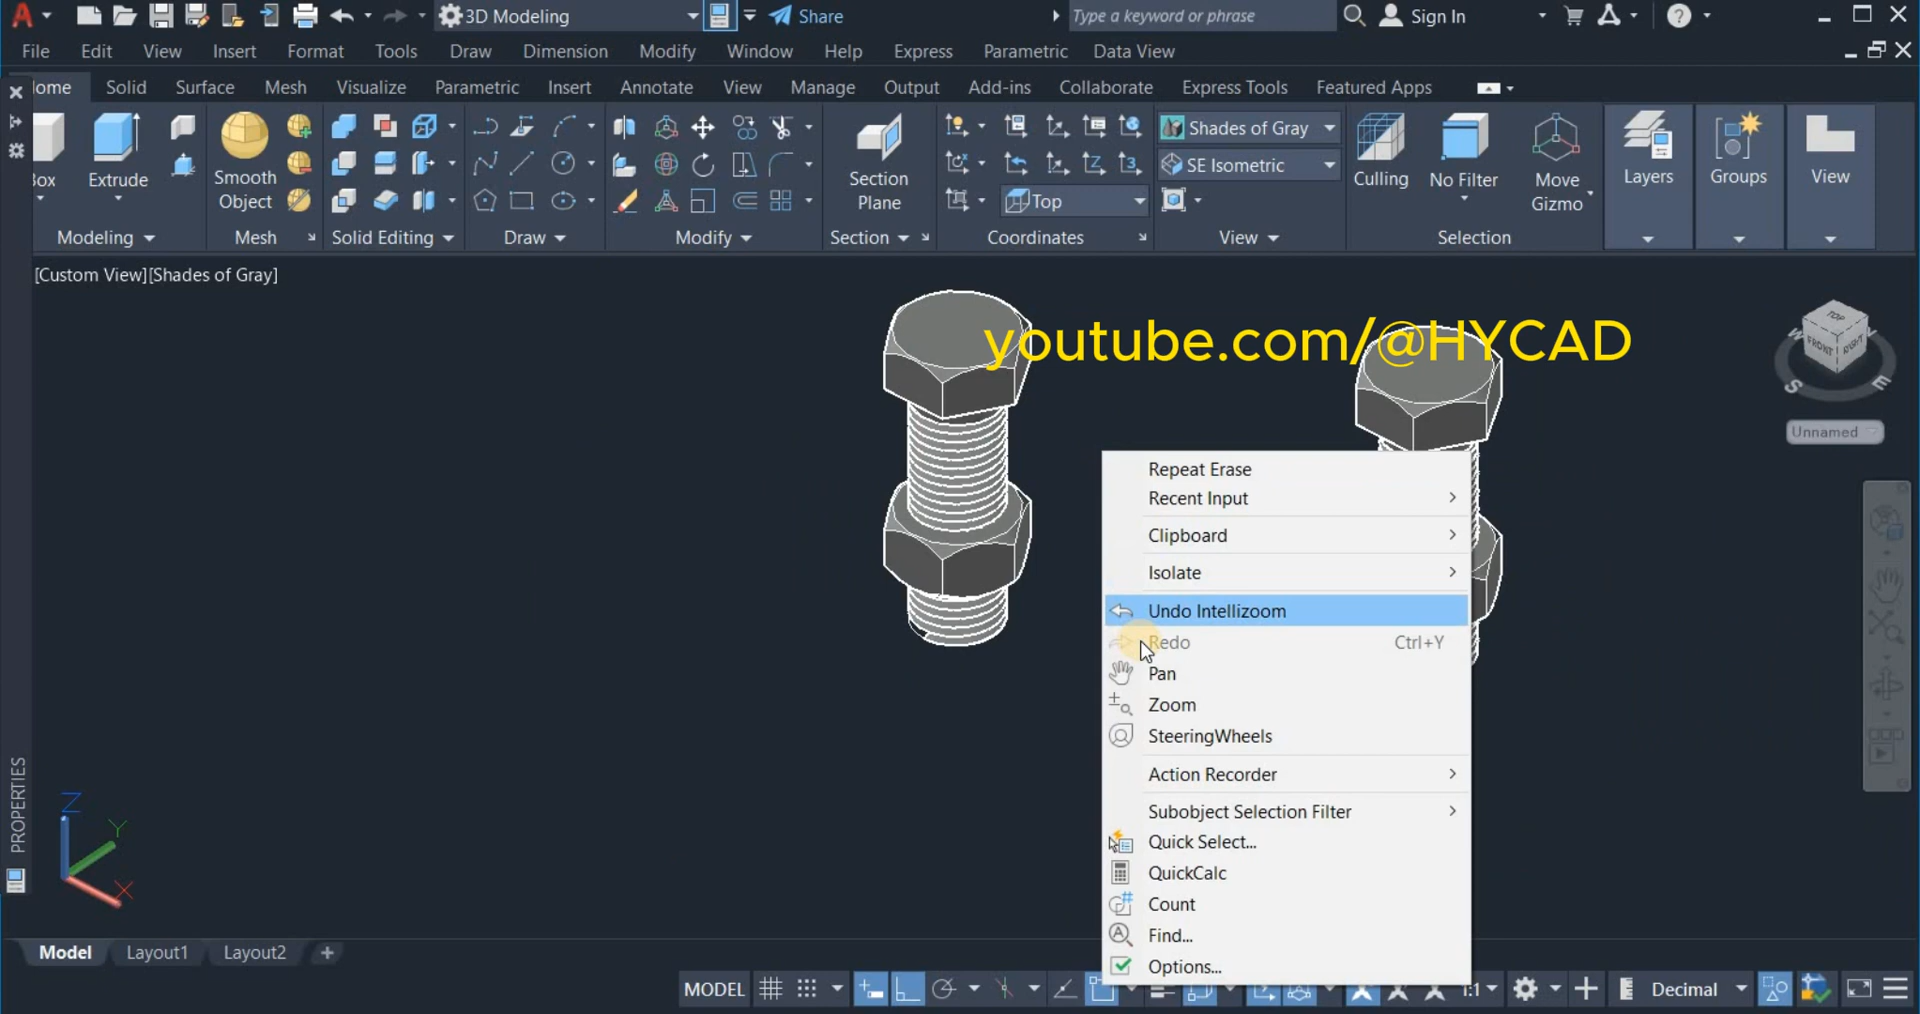 3D Modeling
Share
Type a keyword or phrase
Sign In
File Edit View Insert Format Tools Draw Dimension Modify Window Help Express Parametric Data View
ome Solid Surface Mesh Visualize Parametric Insert Annotate View Manage Output Add-ins Collaborate Express Tools Featured Apps
Shades of Gray
SE Isometric
Top
ox
Extrude
Smooth
Object
Section
Plane
Culling
No Filter
Move
Gizmo
Layers
Groups
View
Modeling Mesh Solid Editing Draw Modify Section Coordinates View Selection
[Custom View][Shades of Gray]
youtube.com/@HYCAD
TOP
FRONT
RIGHT
W
S
E
Unnamed
Repeat Erase
Recent Input
Clipboard
Isolate
Undo Intellizoom
Redo Ctrl+Y
Pan
Zoom
SteeringWheels
Action Recorder
Subobject Selection Filter
Quick Select...
QuickCalc
Count
Find...
Options...
PROPERTIES
Z
Y
X
Model Layout1 Layout2
MODEL
1:1
Decimal